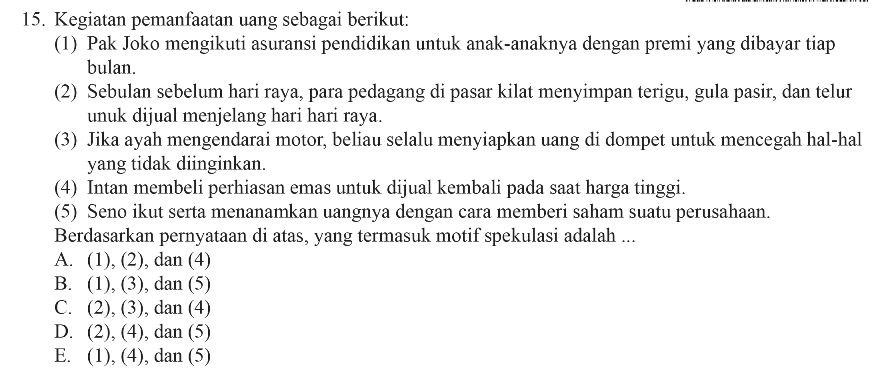 15. Kegiatan pemanfaatan uang sebagai berikut:
(1) Pak Joko mengikuti asuransi pendidikan untuk anak-anaknya dengan premi yang dibayar tiap
bulan.
(2) Sebulan sebelum hari raya, para pedagang di pasar kilat menyimpan terigu, gula pasir, dan telur
unuk dijual menjelang hari hari raya.
(3) Jika ayah mengendarai motor, beliau selalu menyiapkan uang di dompet untuk mencegah hal-hal
yang tidak diinginkan.
(4) Intan membeli perhiasan emas untuk dijual kembali pada saat harga tinggi.
(5) Seno ikut serta menanamkan uangnya dengan cara memberi saham suatu perusahaan.
Berdasarkan pernyataan di atas, yang termasuk motif spekulasi adalah ...
A. (1), (2), dan (4)
B. (1), (3), dan (5)
C. (2), (3), dan (4)
D. (2), (4), dan (5)
E. (1), (4), dan (5)